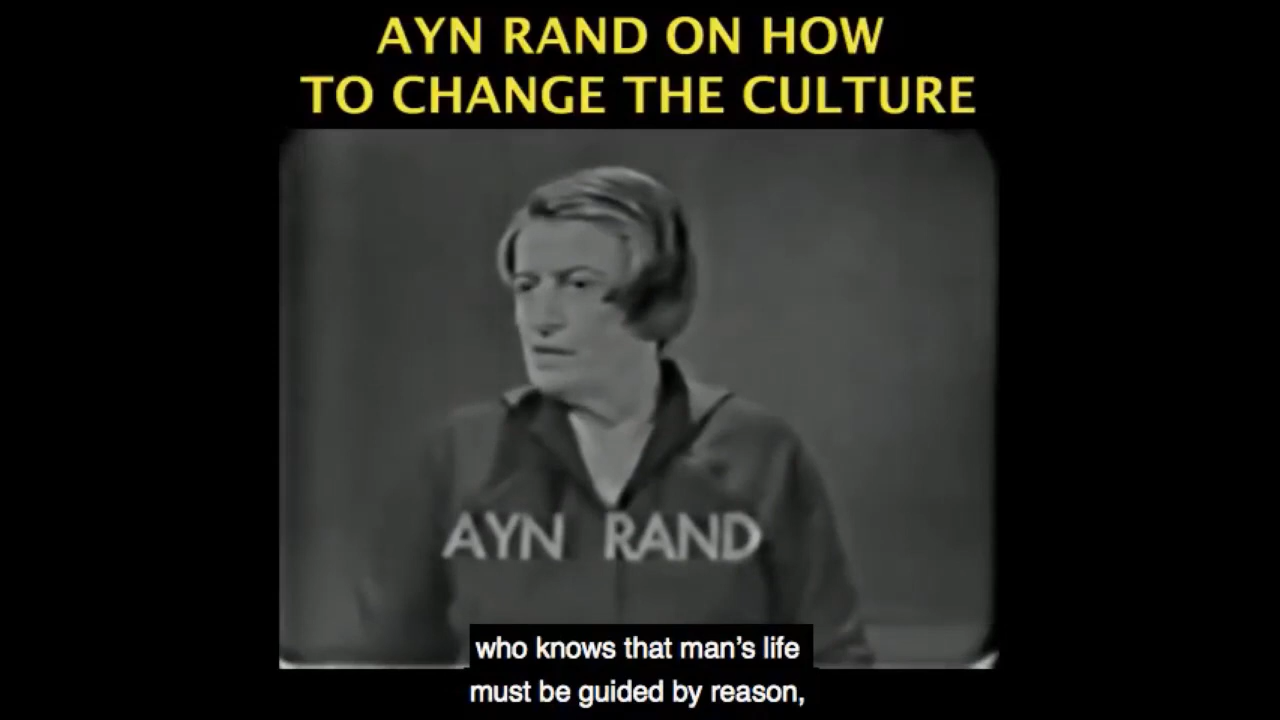 AYN RAND ON HOW
TO CHANGE THE CULTURE
AYN RAND
who knows that man’s life
must be guided by reason,